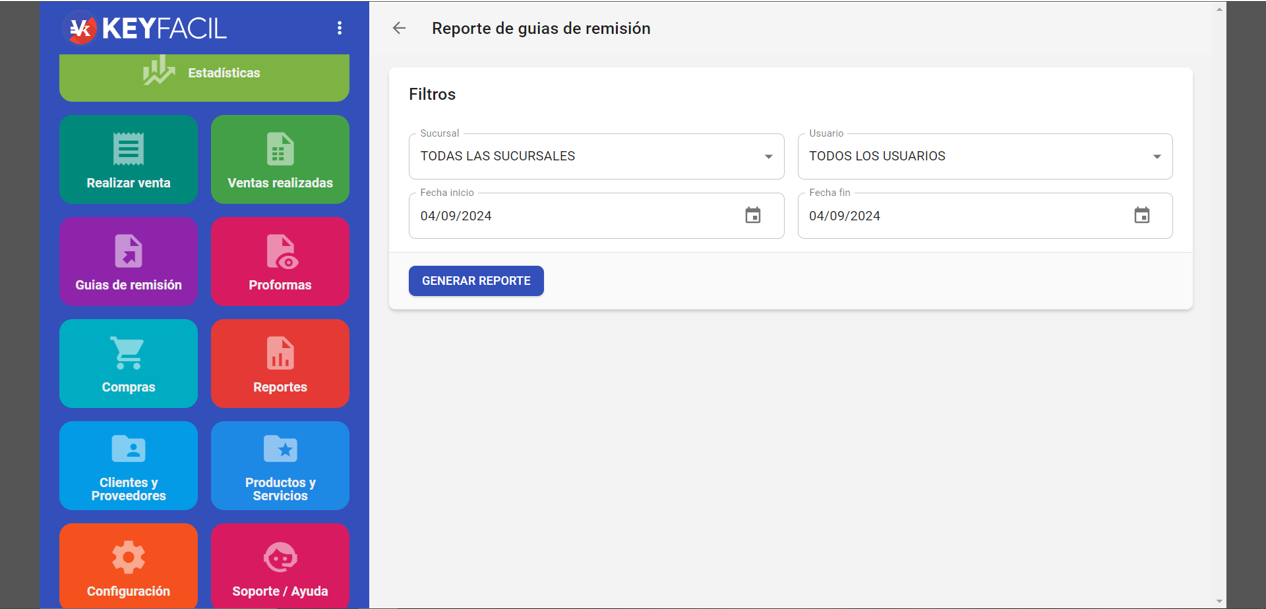 KEYFACIL
Estadísticas
Realizar venta
Ventas realizadas
Guias de remisión
Proformas
Compras
Reportes
Clientes y
Proveedores
Productos y
Servicios
Configuración
Soporte / Ayuda
Reporte de guias de remisión
Filtros
Sucursal
TODAS LAS SUCURSALES
Usuario
TODOS LOS USUARIOS
Fecha inicio
04/09/2024
Fecha fin
04/09/2024
GENERAR REPORTE